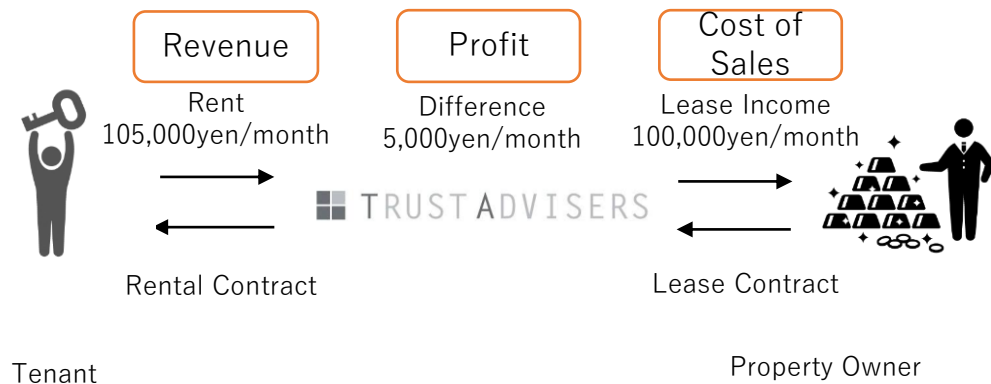 Revenue
Profit
Cost of
Sales
Rent
105,000yen/month
Difference
5,000yen/month
Lease Income
100,000yen/month
TRUST ADVISERS
Rental Contract
Lease Contract
Tenant
Property Owner